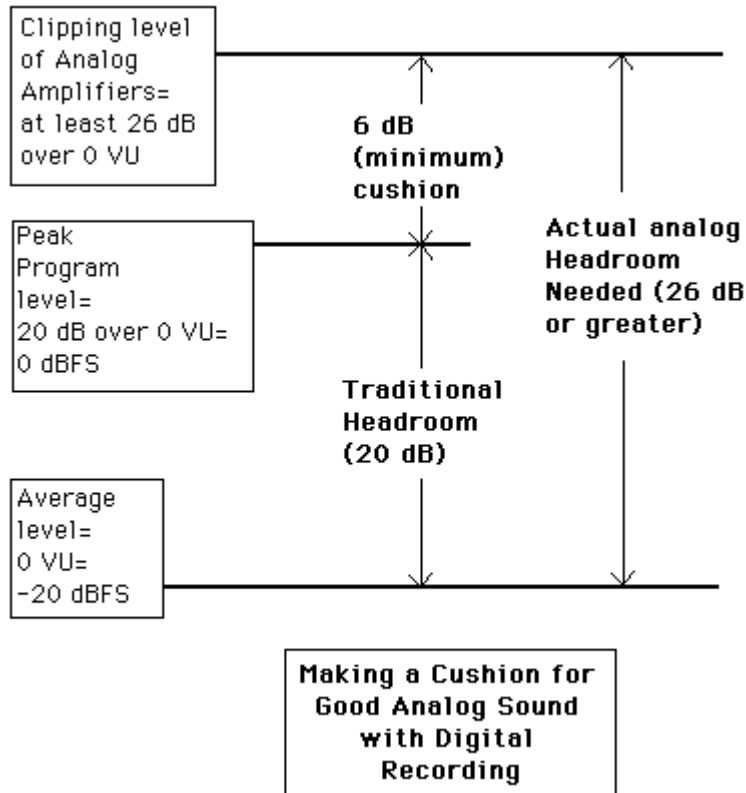 Clipping level
of Analog
Amplifiers=
at least 26 dB
over 0 VU
6 dB
(minimum)
cushion
Peak
Program
level=
20 dB over 0 VU=
0 dBFS
Actual analog
Headroom
Needed (26 dB
or greater)
Traditional
Headroom
(20 dB)
Average
level=
0 VU=
-20 dBFS
Making a Cushion for
Good Analog Sound
with Digital
Recording